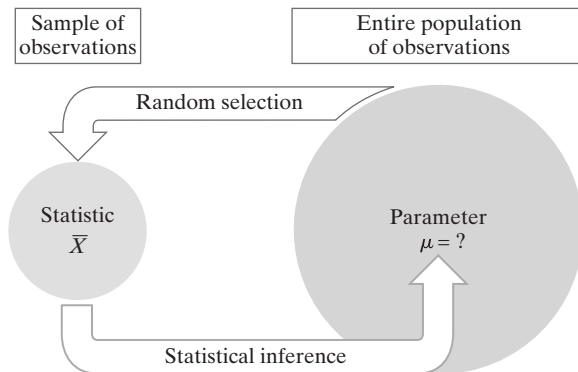 Sample of
observations
Entire population
of observations
Random selection
Statistic
X̅
Parameter
μ = ?
Statistical inference